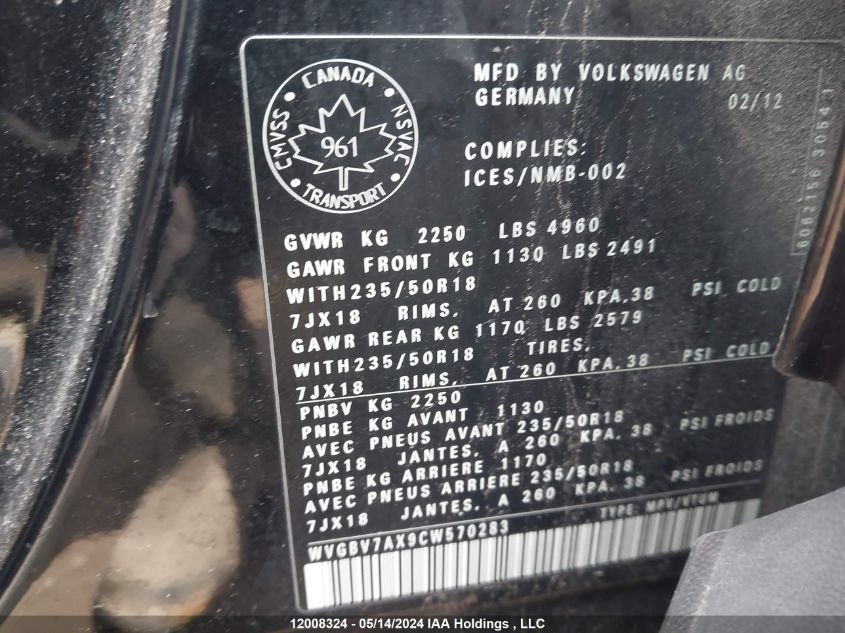 CANADA
CMVSS
NSVAC
961
TRANSPORT
MFD BY VOLKSWAGEN AG
GERMANY 02/12
COMPLIES:
ICES/NMB-002
GVWR KG 2250 LBS 4960
GAWR FRONT KG 1130 LBS 2491
WITH235/50R18
7JX18 RIMS, AT 260 KPA,38 PSI COLD
GAWR REAR KG 1170 LBS 2579
WITH235/50R18 TIRES,
7JX18 RIMS, AT 260 KPA,38 PSI COLD
PNBV KG 2250
PNBE KG AVANT 1130
AVEC PNEUS AVANT 235/50R18
7JX18 JANTES, A 260 KPA, 38 PSI FROIDS
PNBE KG ARRIERE 1170
AVEC PNEUS ARRIERE 235/50R18
7JX18 JANTES, A 260 KPA, 38 PSI FROIDS
WVGBV7AX9CW570283 TYPE: MPV/VTUM
12008324 - 05/14/2024 IAA Holdings , LLC